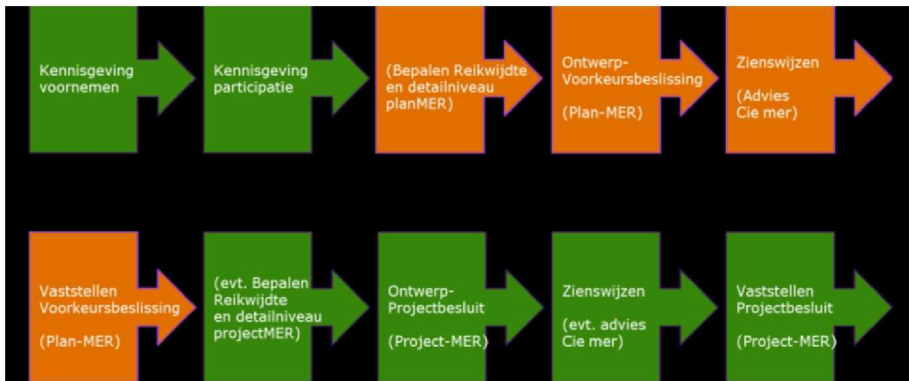 Kennisgeving
voornemen
Kennisgeving
participatie
(Bepalen Reikwijdte
en detailniveau
planMER)
Ontwerp-
Voorkeursbeslissing
(Plan-MER)
Zienswijzen
(Advies
Cie mer)
Vaststellen
Voorkeursbeslissing
(Plan-MER)
(evt. Bepalen
Reikwijdte
en detailniveau
projectMER)
Ontwerp-
Projectbesluit
(Project-MER)
Zienswijzen
(evt. advies
Cie mer)
Vaststellen
Projectbesluit
(Project-MER)